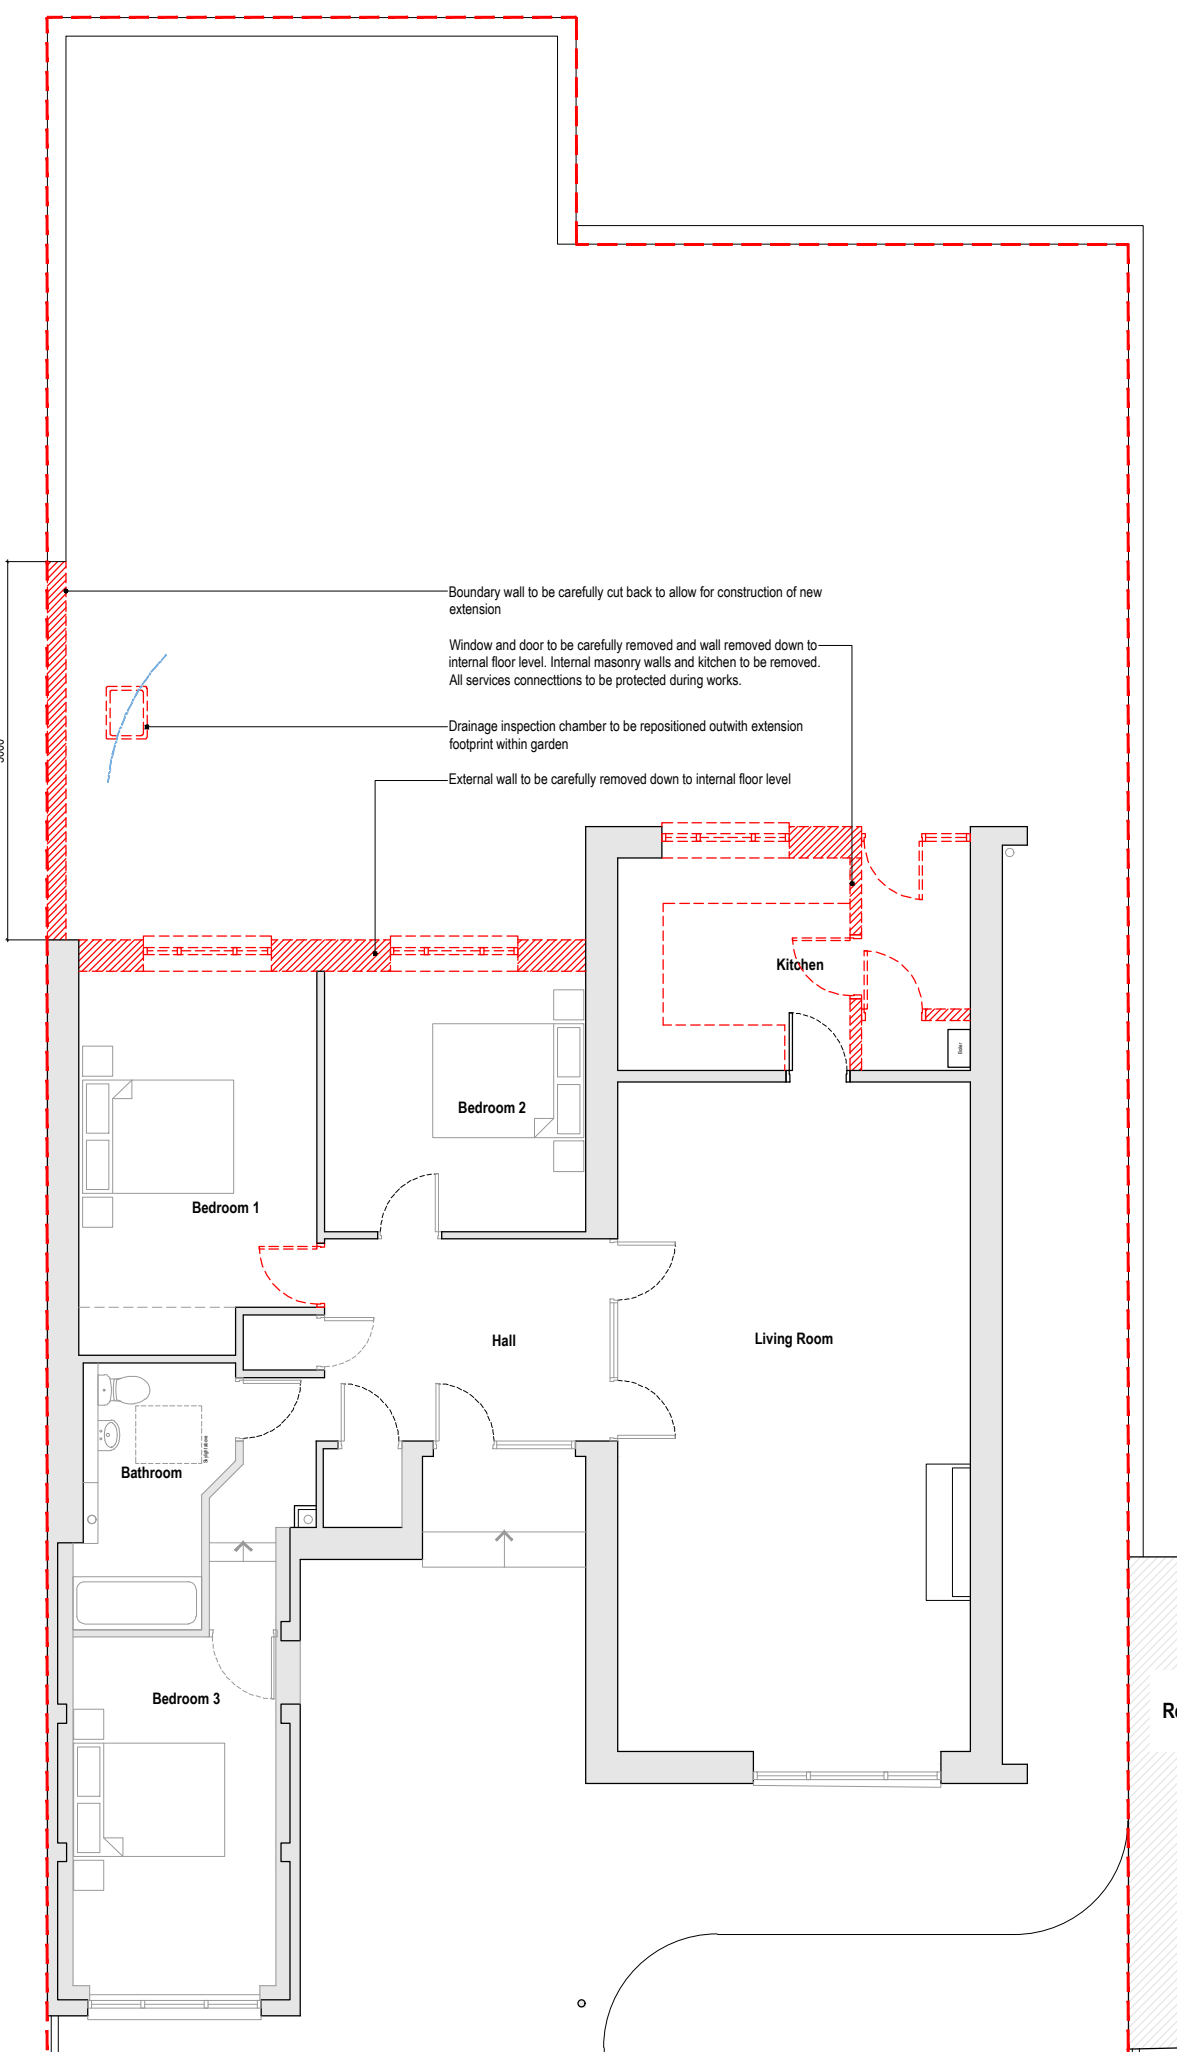 Boundary wall to be carefully cut back to allow for construction of new
extension
Window and door to be carefully removed and wall removed down to
internal floor level. Internal masonry walls and kitchen to be removed.
All services connecttions to be protected during works.
Drainage inspection chamber to be repositioned outwith extension
footprint within garden
External wall to be carefully removed down to internal floor level
Kitchen
Boiler
Bedroom 2
Bedroom 1
Hall
Living Room
Bathroom
Bedroom 3